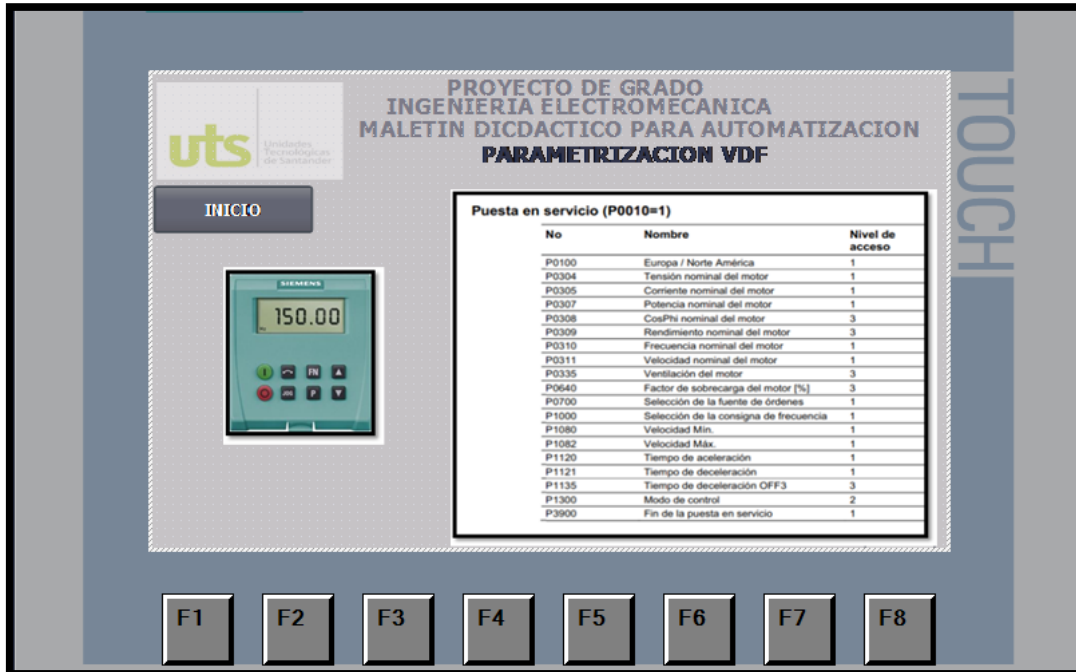 PROYECTO DE GRADO
INGENIERIA ELECTROMECANICA
MALETIN DICDACTICO PARA AUTOMATIZACION
PARAMETRIZACION VDF
uts
Unidades
Tecnológicas
de Santander
TOUCH
INICIO
SIEMENS
150.00
Hz
I
FN
O
JOG
P
Puesta en servicio (P0010=1)
No Nombre Nivel de acceso
P0100 Europa / Norte América 1
P0304 Tensión nominal del motor 1
P0305 Corriente nominal del motor 1
P0307 Potencia nominal del motor 1
P0308 CosPhi nominal del motor 3
P0309 Rendimiento nominal del motor 3
P0310 Frecuencia nominal del motor 1
P0311 Velocidad nominal del motor 1
P0335 Ventilación del motor 3
P0640 Factor de sobrecarga del motor [%] 3
P0700 Selección de la fuente de órdenes 1
P1000 Selección de la consigna de frecuencia 1
P1080 Velocidad Mín. 1
P1082 Velocidad Máx. 1
P1120 Tiempo de aceleración 1
P1121 Tiempo de deceleración 1
P1135 Tiempo de deceleración OFF3 3
P1300 Modo de control 2
P3900 Fin de la puesta en servicio 1
F1 F2 F3 F4 F5 F6 F7 F8